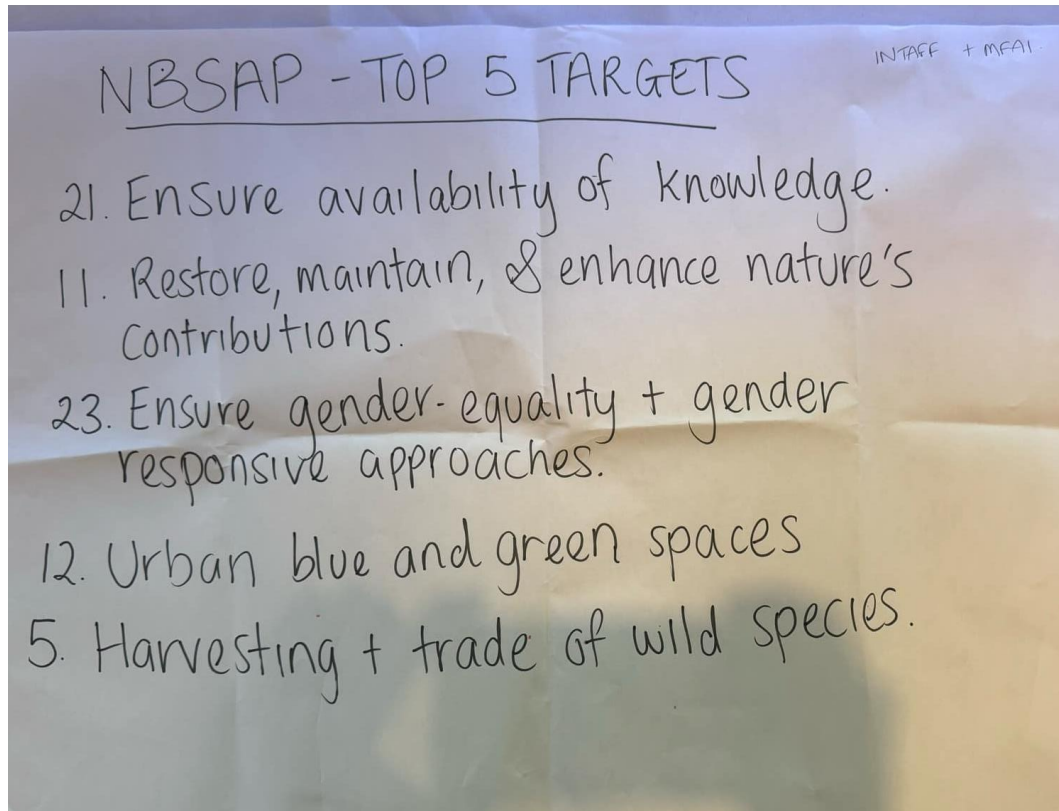 NBSAP - TOP 5 TARGETS
INTAFF + MFAI
21. Ensure availability of knowledge.
11. Restore, maintain, & enhance nature's
contributions.
23. Ensure gender-equality + gender
responsive approaches.
12. Urban blue and green spaces
5. Harvesting + trade of wild species.